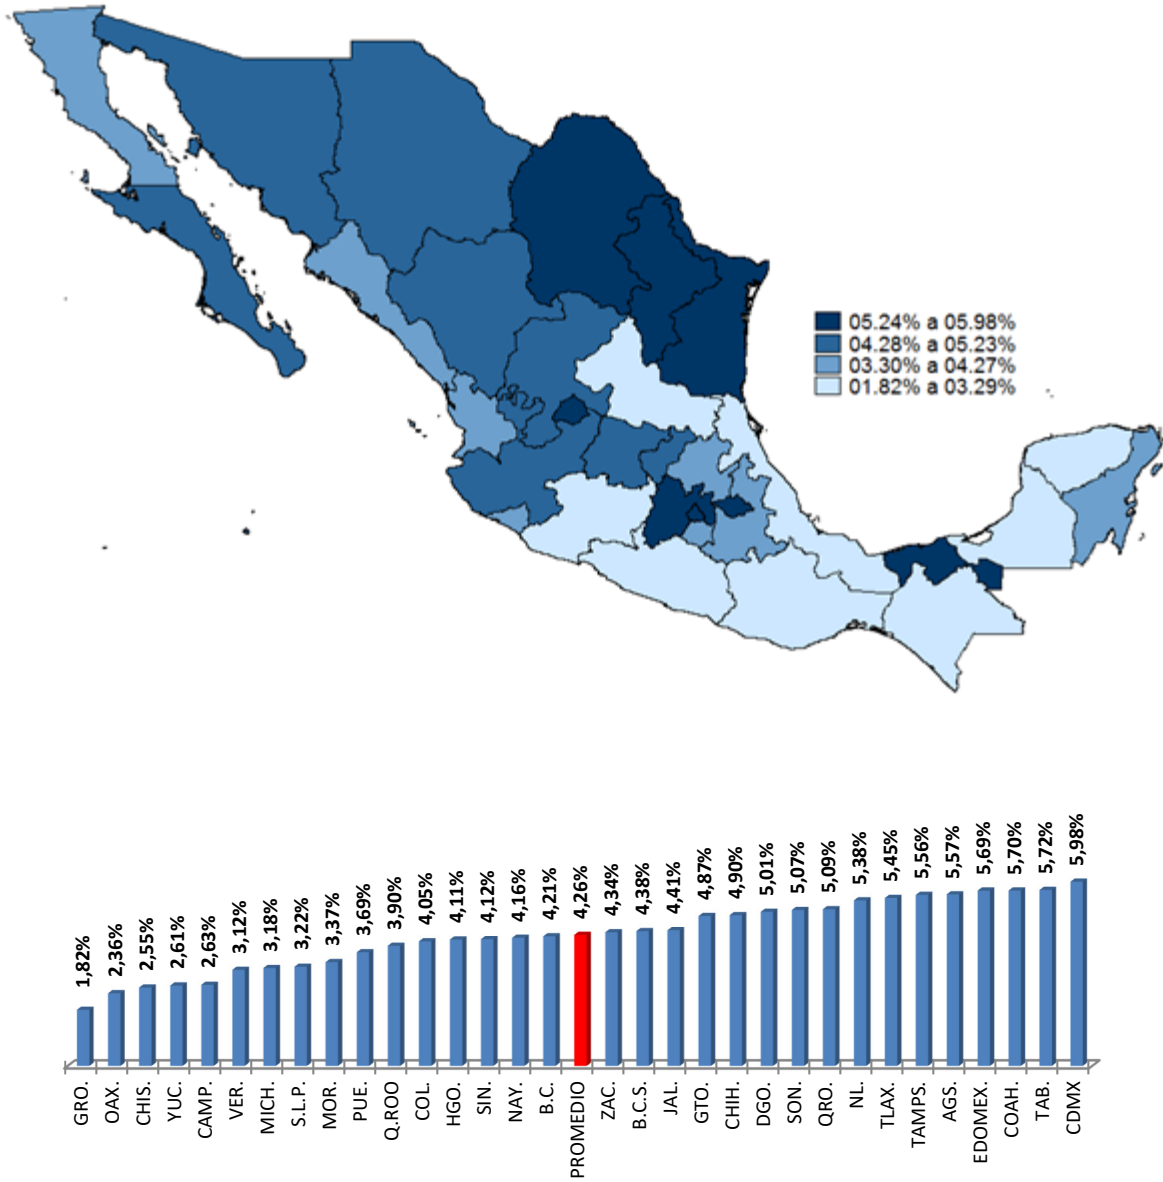 05.24% a 05.98%
04.28% a 05.23%
03.30% a 04.27%
01.82% a 03.29%
1,82%
2,36%
2,55%
2,61%
2,63%
3,12%
3,18%
3,22%
3,37%
3,69%
3,90%
4,05%
4,11%
4,12%
4,16%
4,21%
4,26%
4,34%
4,38%
4,41%
4,87%
4,90%
5,01%
5,07%
5,09%
5,38%
5,45%
5,56%
5,57%
5,69%
5,70%
5,72%
5,98%
GRO.
OAX.
CHIS.
YUC.
CAMP.
VER.
MICH.
S.L.P.
MOR.
PUE.
Q.ROO
COL.
HGO.
SIN.
NAY.
B.C.
PROMEDIO
ZAC.
B.C.S.
JAL.
GTO.
CHIH.
DGO.
SON.
QRO.
NL.
TLAX.
TAMPS.
AGS.
EDOMEX.
COAH.
TAB.
CDMX